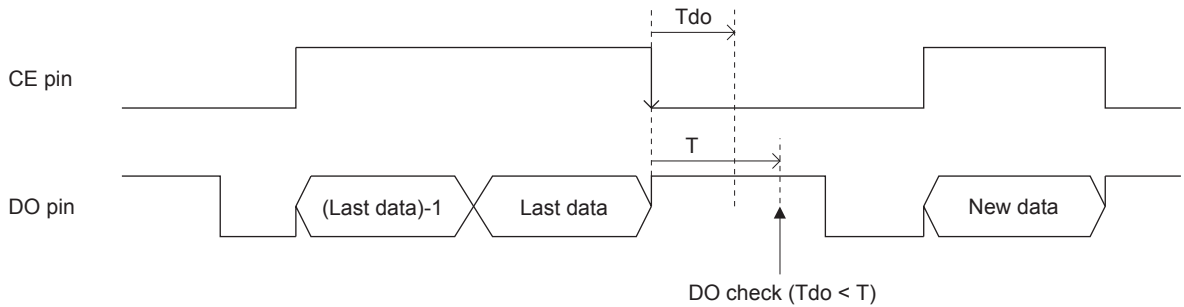 Tdo
CE pin
T
DO pin
(Last data)-1
Last data
New data
DO check (Tdo < T)